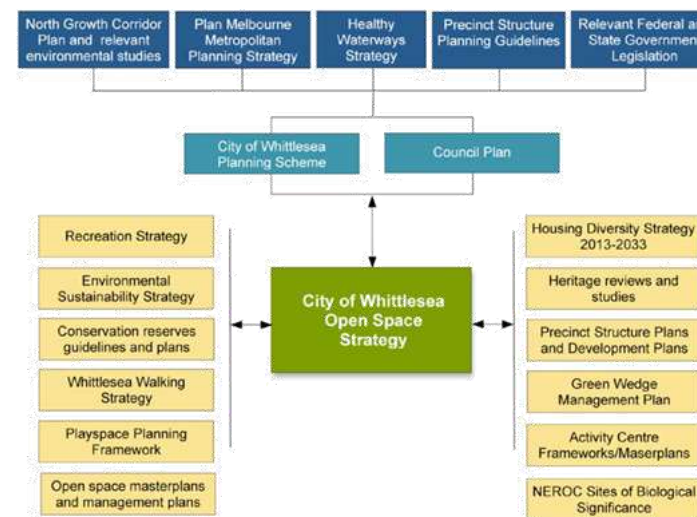 North Growth Corridor
Plan and relevant
environmental studies
Plan Melbourne
Metropolitan
Planning Strategy
Healthy
Waterways
Strategy
Precinct Structure
Planning Guidelines
Relevant Federal an
State Government
Legislation
City of Whittlesea
Planning Scheme
Council Plan
Recreation Strategy
Environmental
Sustainability Strategy
Conservation reserves
guidelines and plans
Whittlesea Walking
Strategy
Playspace Planning
Framework
Open space masterplans
and management plans
City of Whittlesea
Open Space
Strategy
Housing Diversity Strategy
2013-2033
Heritage reviews and
studies
Precinct Structure Plans
and Development Plans
Green Wedge
Management Plan
Activity Centre
Frameworks/Maserplans
NEROC Sites of Biological
Significance